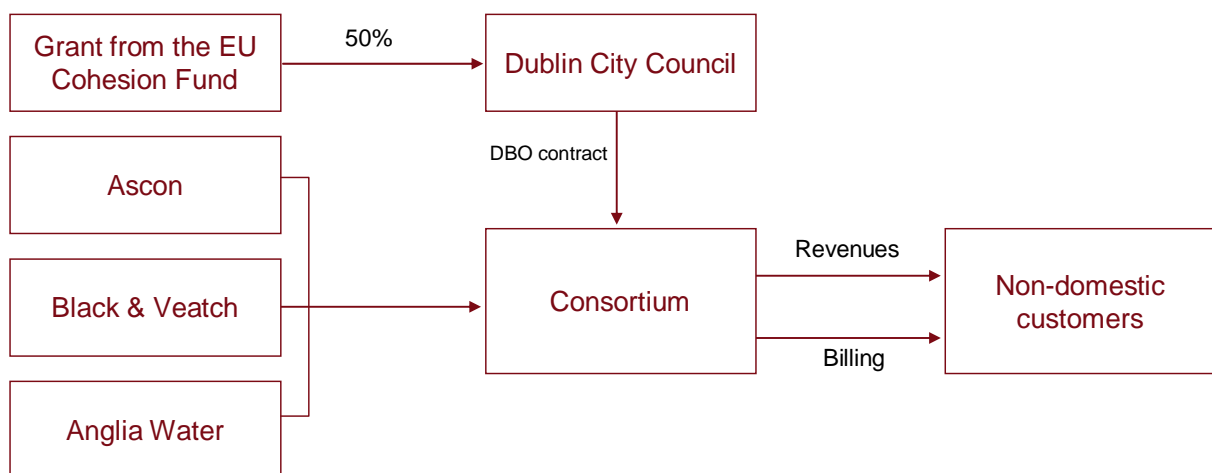 Grant from the EU
Cohesion Fund
50%
Dublin City Council
Ascon
DBO contract
Black & Veatch
Consortium
Revenues
Billing
Non-domestic
customers
Anglia Water